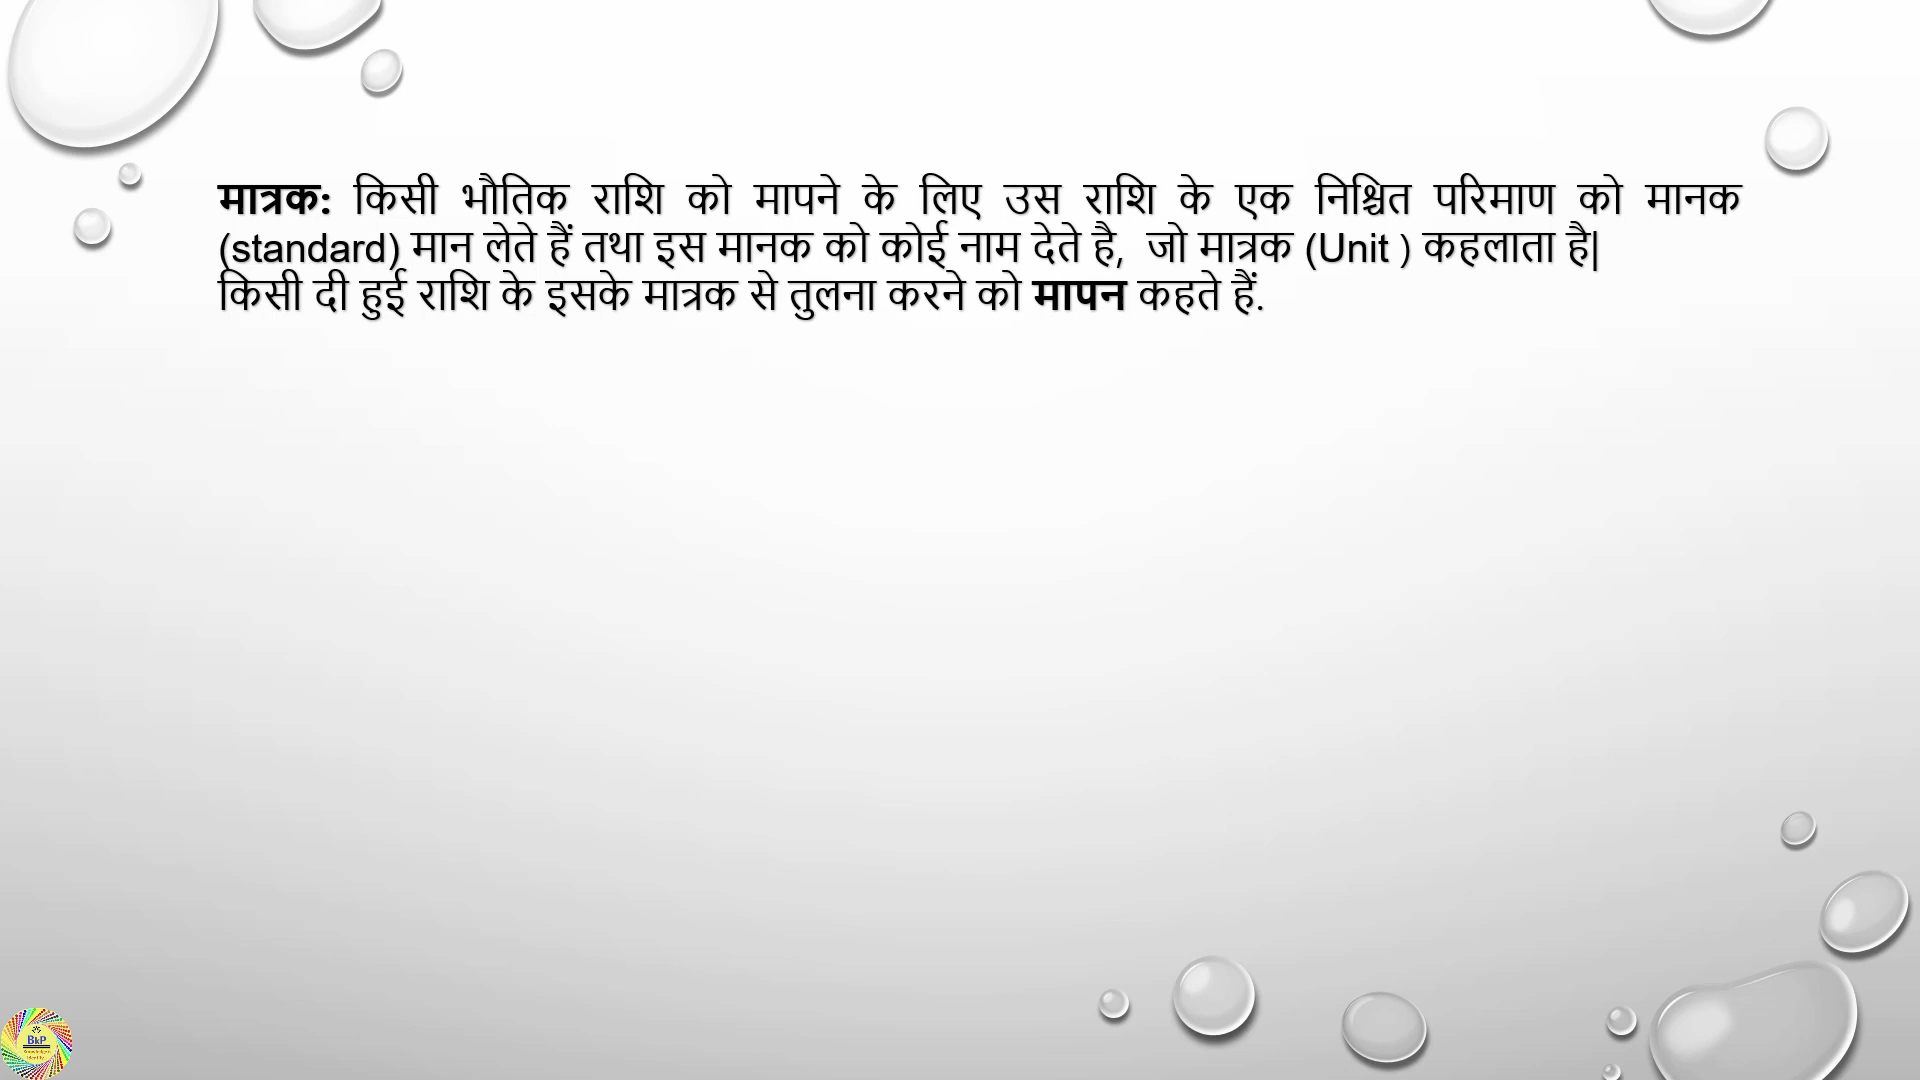 मात्रक: किसी भौतिक राशि को मापने के लिए उस राशि के एक निश्चित परिमाण को मानक
(standard) मान लेते हैं तथा इस मानक को कोई नाम देते है, जो मात्रक (Unit ) कहलाता है|
किसी दी हुई राशि के इसके मात्रक से तुलना करने को मापन कहते हैं.
BkP